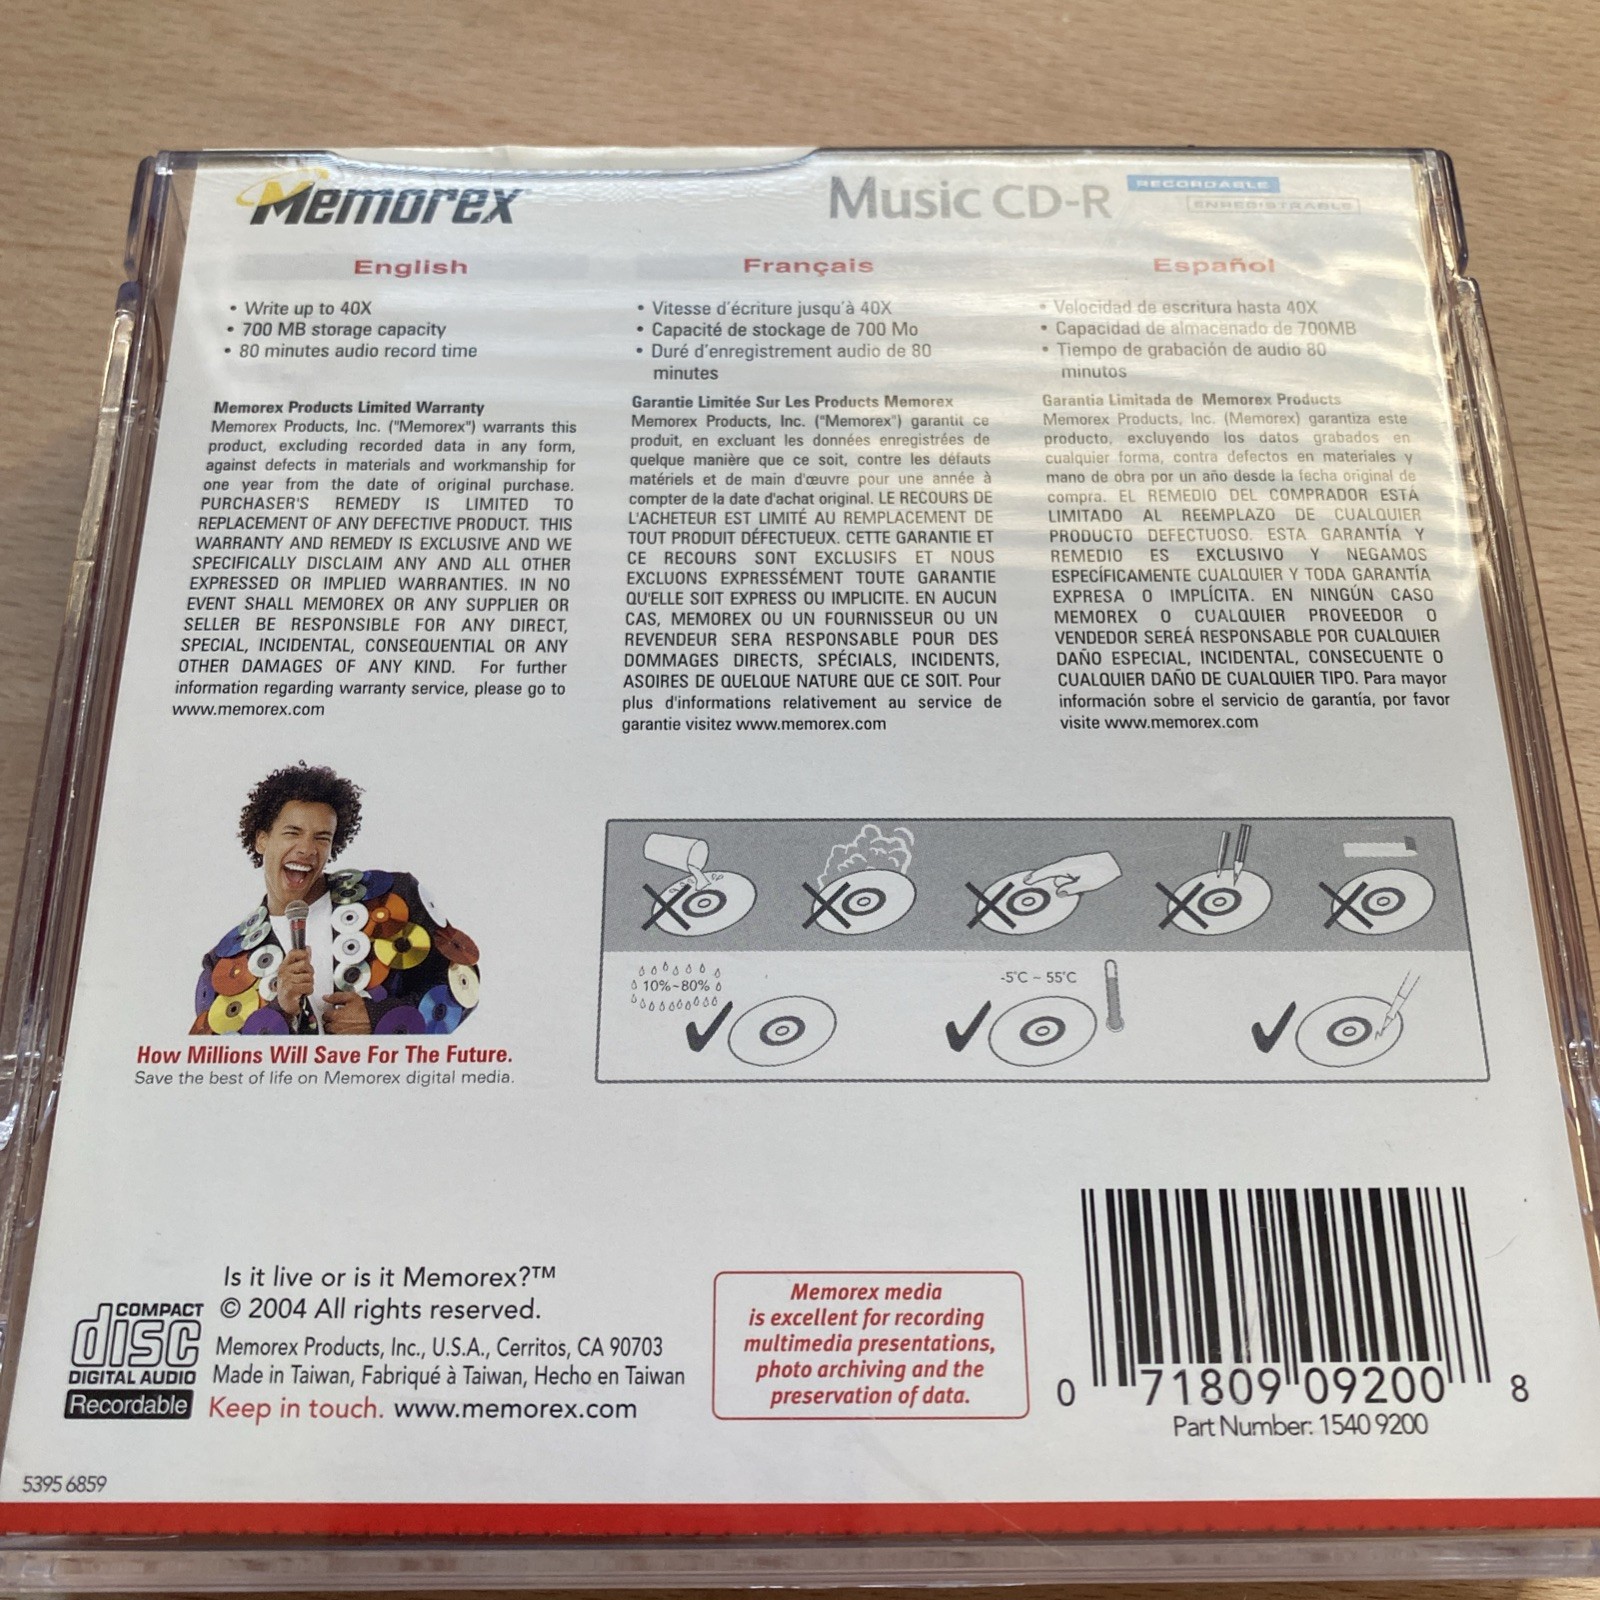 Memorex
Music CD-R
RECORDABLE
ENREGISTRABLE
English
• Write up to 40X
• 700 MB storage capacity
• 80 minutes audio record time
Memorex Products Limited Warranty
Memorex Products, Inc. ("Memorex") warrants this
product, excluding recorded data in any form,
against defects in materials and workmanship for
one year from the date of original purchase.
PURCHASER'S REMEDY IS LIMITED TO
REPLACEMENT OF ANY DEFECTIVE PRODUCT. THIS
WARRANTY AND REMEDY IS EXCLUSIVE AND WE
SPECIFICALLY DISCLAIM ANY AND ALL OTHER
EXPRESSED OR IMPLIED WARRANTIES. IN NO
EVENT SHALL MEMOREX OR ANY SUPPLIER OR
SELLER BE RESPONSIBLE FOR ANY DIRECT,
SPECIAL, INCIDENTAL, CONSEQUENTIAL OR ANY
OTHER DAMAGES OF ANY KIND. For further
information regarding warranty service, please go to
www.memorex.com
Français
• Vitesse d'écriture jusqu'à 40X
• Capacité de stockage de 700 Mo
• Duré d'enregistrement audio de 80
minutes
Garantie Limitée Sur Les Products Memorex
Memorex Products, Inc. ("Memorex") garantit ce
produit, en excluant les données enregistrées de
quelque manière que ce soit, contre les défauts
matériels et de main d'œuvre pour une année à
compter de la date d'achat original. LE RECOURS DE
L'ACHETEUR EST LIMITÉ AU REMPLACEMENT DE
TOUT PRODUIT DÉFECTUEUX. CETTE GARANTIE ET
CE RECOURS SONT EXCLUSIFS ET NOUS
EXCLUONS EXPRESSÉMENT TOUTE GARANTIE
QU'ELLE SOIT EXPRESS OU IMPLICITE. EN AUCUN
CAS, MEMOREX OU UN FOURNISSEUR OU UN
REVENDEUR SERA RESPONSABLE POUR DES
DOMMAGES DIRECTS, SPÉCIALS, INCIDENTS,
ASOIRES DE QUELQUE NATURE QUE CE SOIT. Pour
plus d'informations relativement au service de
garantie visitez www.memorex.com
Español
• Velocidad de escritura hasta 40X
• Capacidad de almacenado de 700MB
• Tiempo de grabación de audio 80
minutos
Garantia Limitada de Memorex Products
Memorex Products, Inc. (Memorex) garantiza este
producto, excluyendo los datos grabados en
cualquier forma, contra defectos en materiales y
mano de obra por un año desde la fecha original de
compra. EL REMEDIO DEL COMPRADOR ESTÁ
LIMITADO AL REEMPLAZO DE CUALQUIER
PRODUCTO DEFECTUOSO. ESTA GARANTÍA Y
REMEDIO ES EXCLUSIVO Y NEGAMOS
ESPECÍFICAMENTE CUALQUIER Y TODA GARANTÍA
EXPRESA O IMPLÍCITA. EN NINGÚN CASO
MEMOREX O CUALQUIER PROVEEDOR O
VENDEDOR SEREÁ RESPONSABLE POR CUALQUIER
DAÑO ESPECIAL, INCIDENTAL, CONSECUENTE O
CUALQUIER DAÑO DE CUALQUIER TIPO. Para mayor
información sobre el servicio de garantía, por favor
visite www.memorex.com
How Millions Will Save For The Future.
Save the best of life on Memorex digital media.
10%~80%
-5°C ~ 55°C
Is it live or is it Memorex?™
© 2004 All rights reserved.
Memorex Products, Inc., U.S.A., Cerritos, CA 90703
Made in Taiwan, Fabriqué à Taiwan, Hecho en Taiwan
Keep in touch. www.memorex.com
COMPACT
disc
DIGITAL AUDIO
Recordable
Memorex media
is excellent for recording
multimedia presentations,
photo archiving and the
preservation of data.
0 71809 09200 8
Part Number: 1540 9200
5395 6859